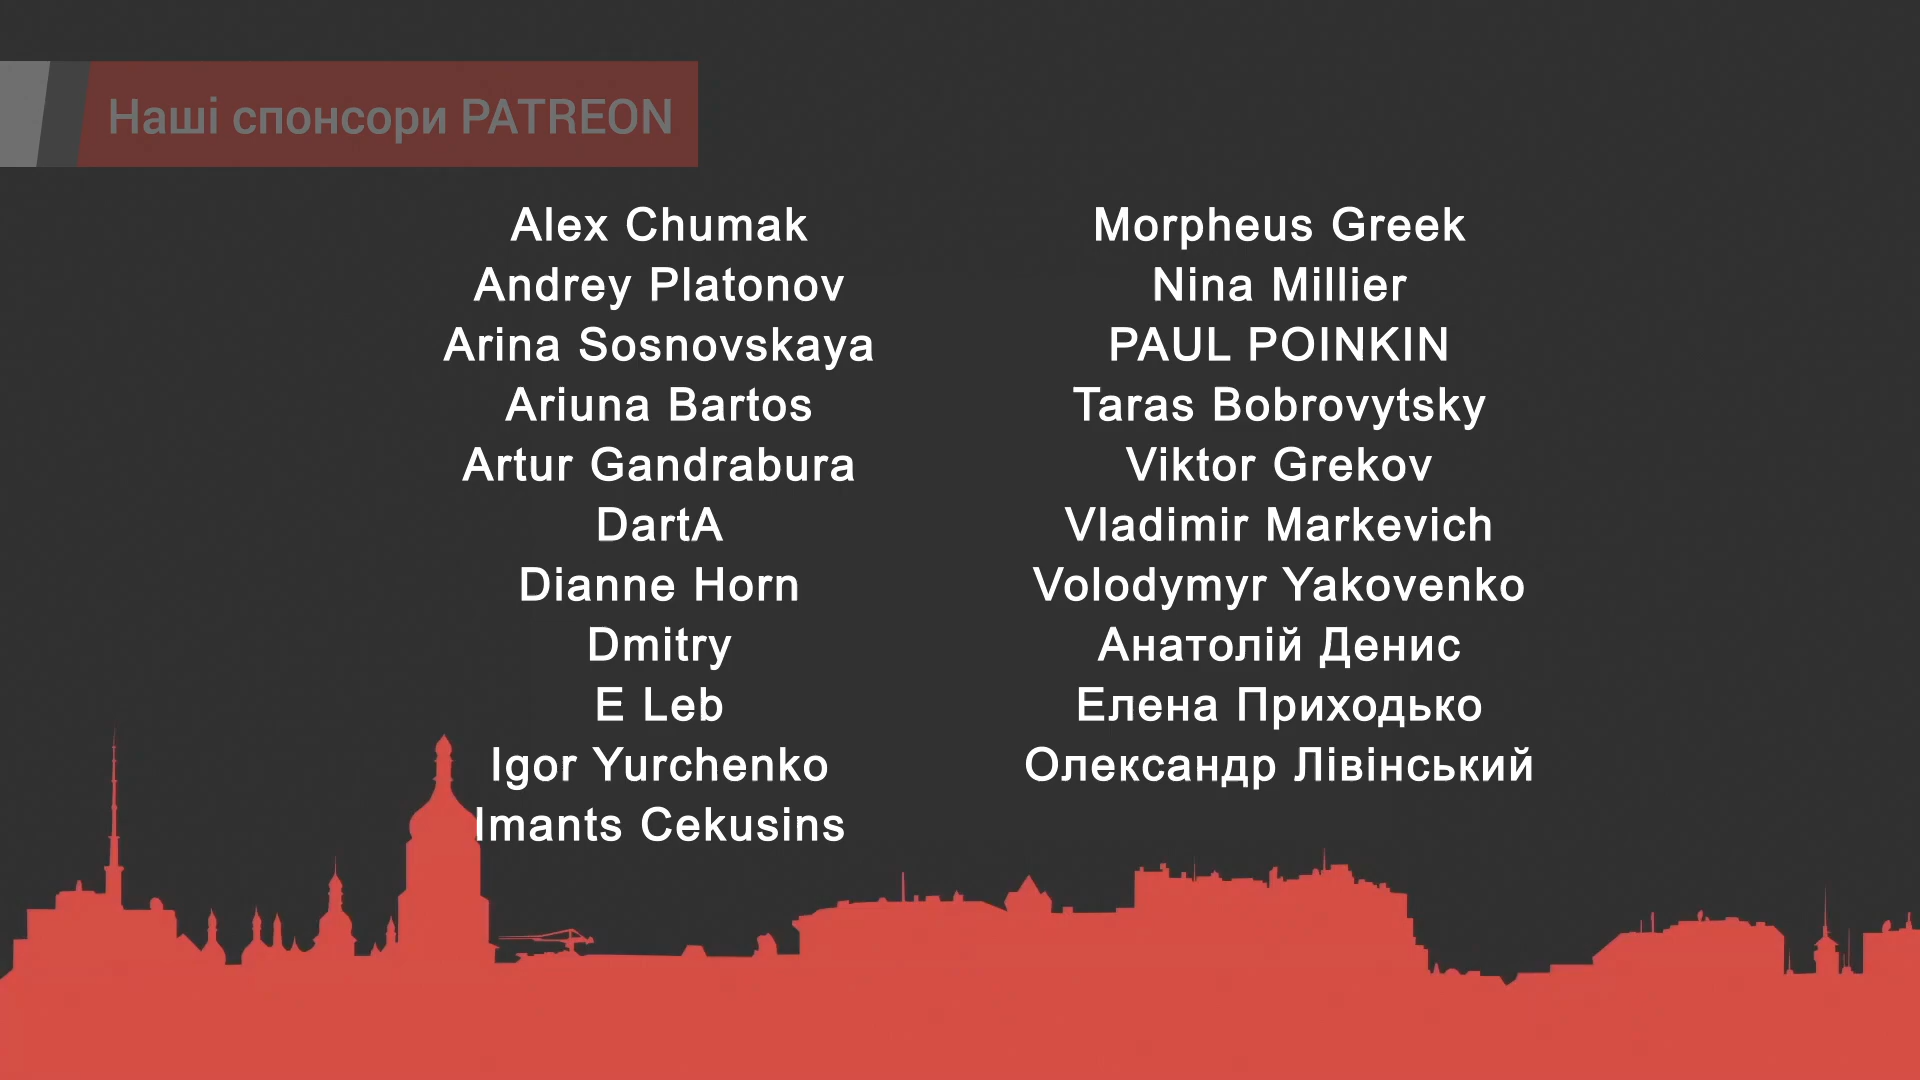 Наші спонсори PATREON
Alex Chumak
Andrey Platonov
Arina Sosnovskaya
Ariuna Bartos
Artur Gandrabura
DartA
Dianne Horn
Dmitry
E Leb
Igor Yurchenko
Imants Cekusins
Morpheus Greek
Nina Millier
PAUL POINKIN
Taras Bobrovytsky
Viktor Grekov
Vladimir Markevich
Volodymyr Yakovenko
Анатолій Денис
Елена Приходько
Олександр Лівінський